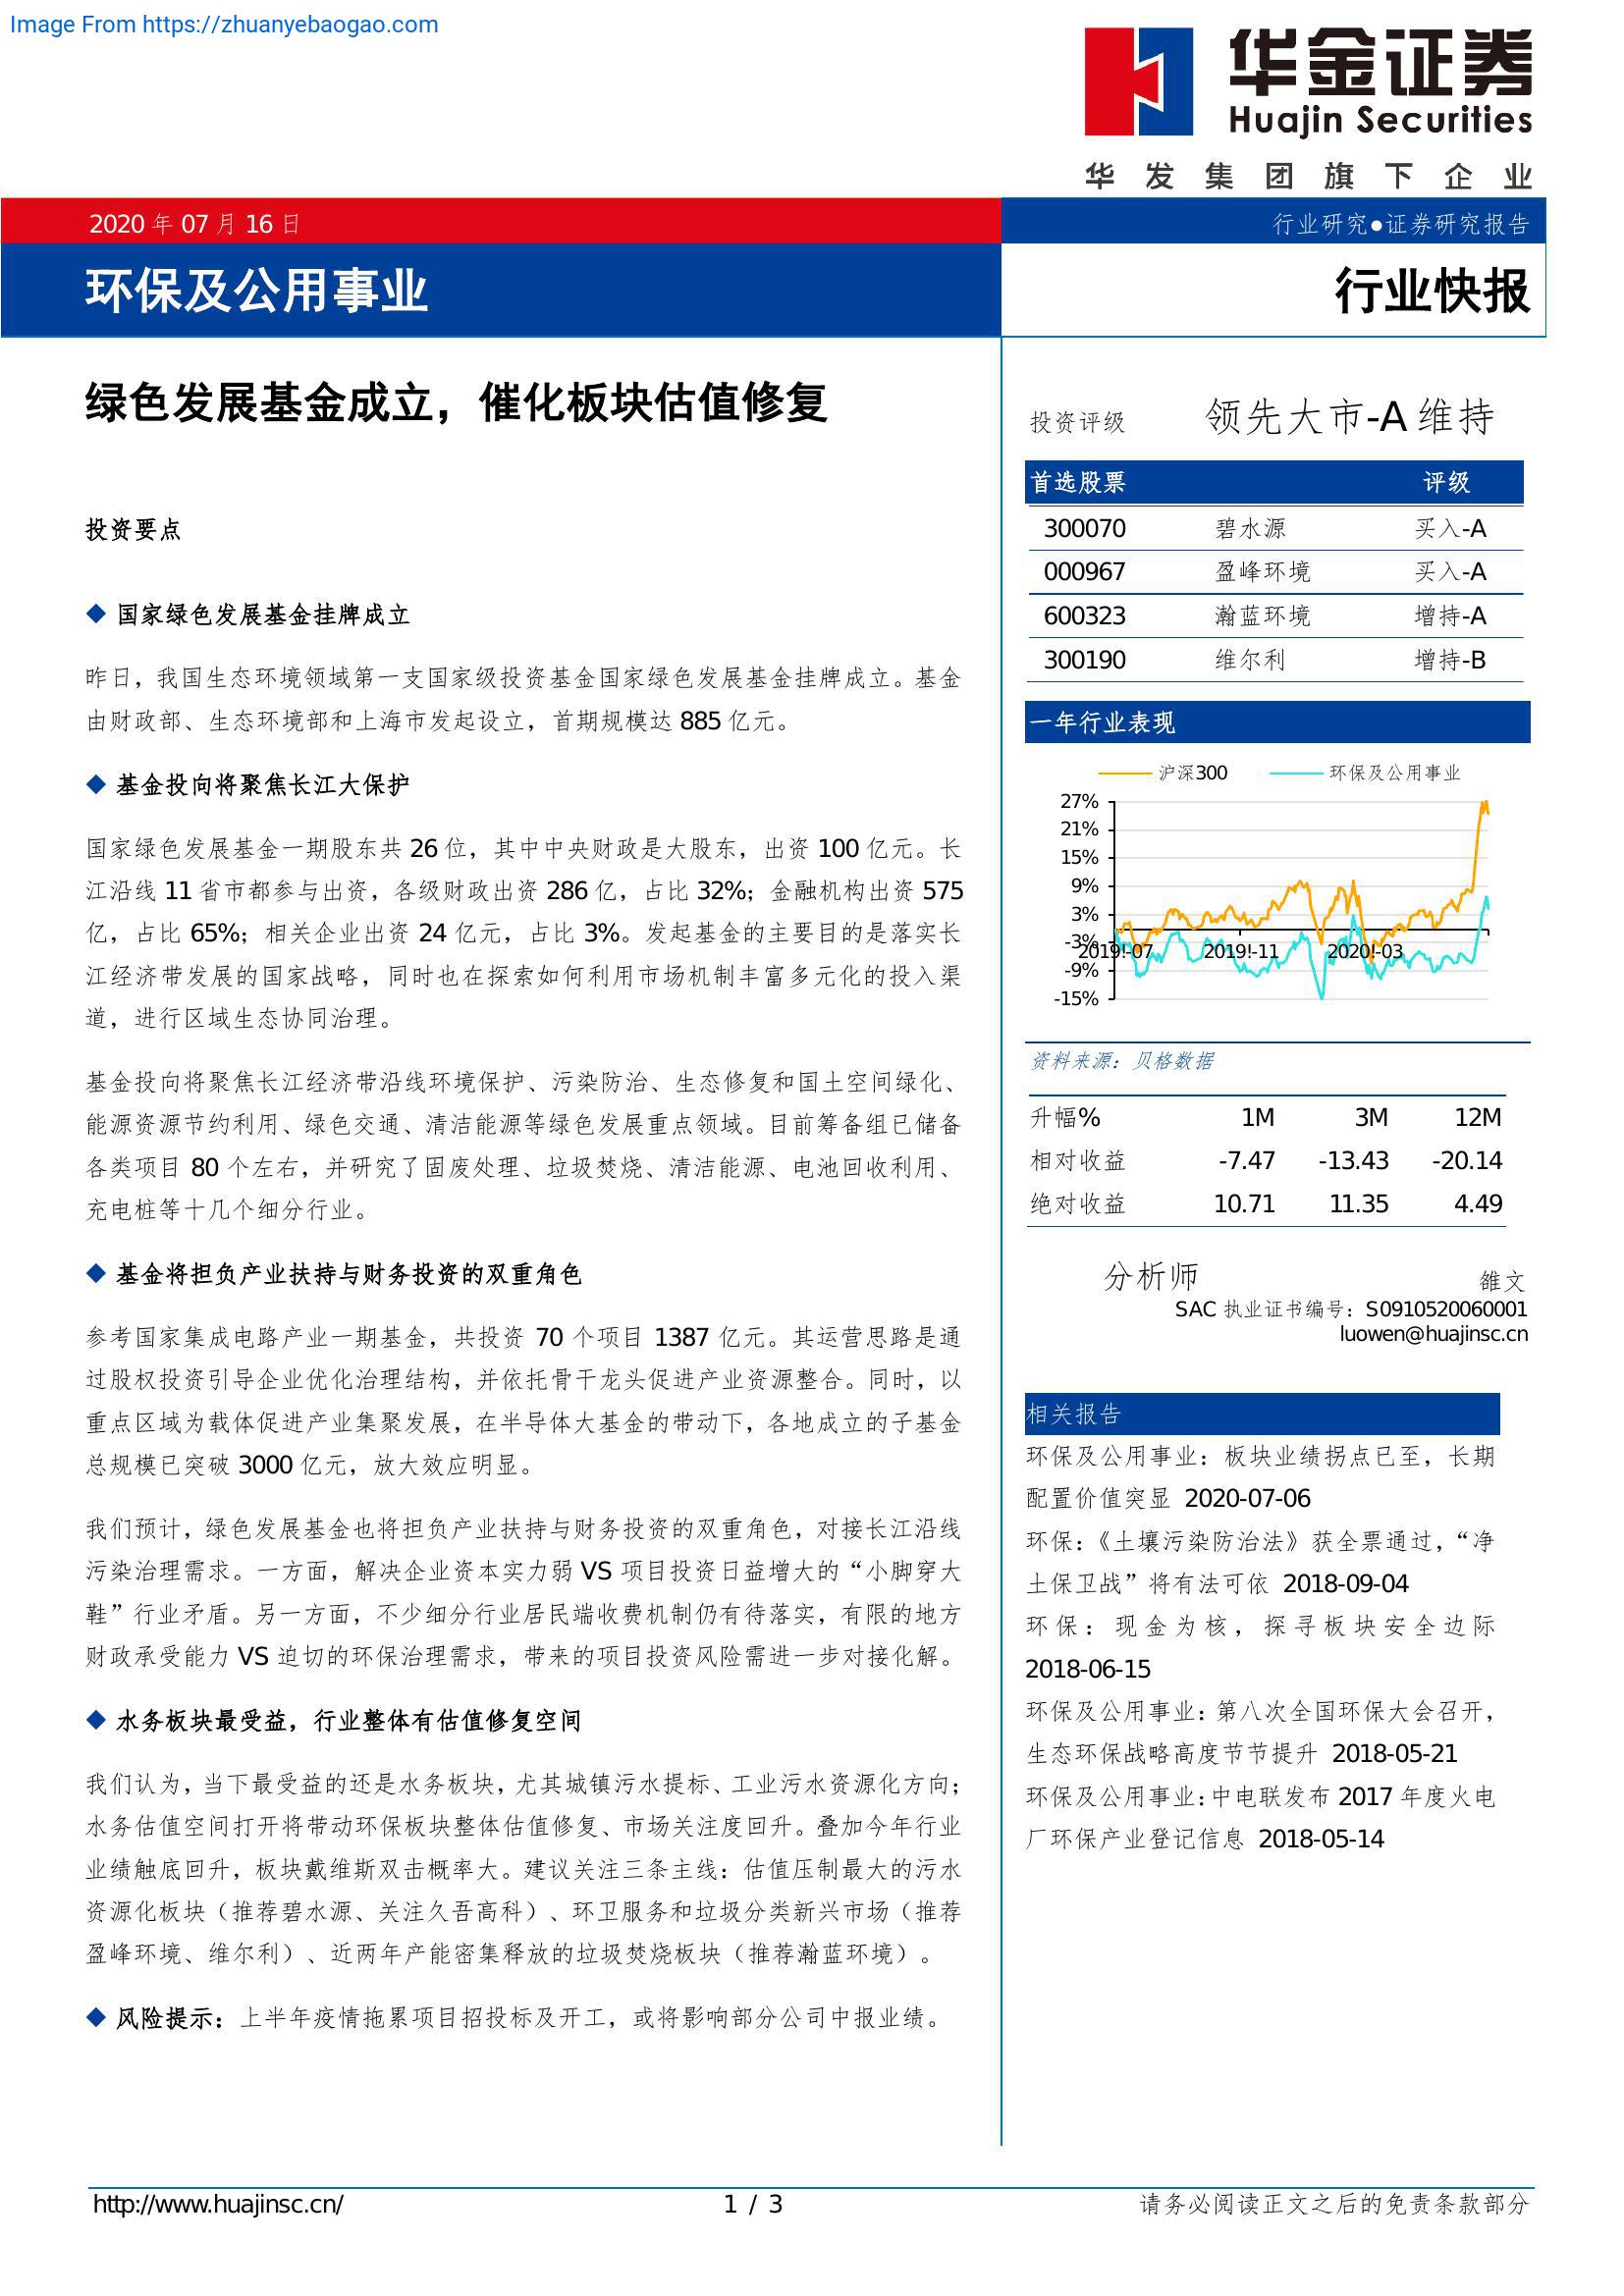 Image From https://zhuanyebaogao.com
华金证券
Huajin Securities
华发集团旗下企业
2020 年 07 月 16 日
行业研究●证券研究报告
环保及公用事业
行业快报
绿色发展基金成立，催化板块估值修复
投资要点
◆ 国家绿色发展基金挂牌成立
昨日，我国生态环境领域第一支国家级投资基金国家绿色发展基金挂牌成立。基金
由财政部、生态环境部和上海市发起设立，首期规模达 885 亿元。
◆ 基金投向将聚焦长江大保护
国家绿色发展基金一期股东共 26 位，其中中央财政是大股东，出资 100 亿元。长
江沿线 11 省市都参与出资，各级财政出资 286 亿，占比 32%；金融机构出资 575
亿，占比 65%；相关企业出资 24 亿元，占比 3%。发起基金的主要目的是落实长
江经济带发展的国家战略，同时也在探索如何利用市场机制丰富多元化的投入渠
道，进行区域生态协同治理。
基金投向将聚焦长江经济带沿线环境保护、污染防治、生态修复和国土空间绿化、
能源资源节约利用、绿色交通、清洁能源等绿色发展重点领域。目前筹备组已储备
各类项目 80 个左右，并研究了固废处理、垃圾焚烧、清洁能源、电池回收利用、
充电桩等十几个细分行业。
◆ 基金将担负产业扶持与财务投资的双重角色
参考国家集成电路产业一期基金，共投资 70 个项目 1387 亿元。其运营思路是通
过股权投资引导企业优化治理结构，并依托骨干龙头促进产业资源整合。同时，以
重点区域为载体促进产业集聚发展，在半导体大基金的带动下，各地成立的子基金
总规模已突破 3000 亿元，放大效应明显。
我们预计，绿色发展基金也将担负产业扶持与财务投资的双重角色，对接长江沿线
污染治理需求。一方面，解决企业资本实力弱 VS 项目投资日益增大的“小脚穿大
鞋”行业矛盾。另一方面，不少细分行业居民端收费机制仍有待落实，有限的地方
财政承受能力 VS 迫切的环保治理需求，带来的项目投资风险需进一步对接化解。
◆ 水务板块最受益，行业整体有估值修复空间
我们认为，当下最受益的还是水务板块，尤其城镇污水提标、工业污水资源化方向；
水务估值空间打开将带动环保板块整体估值修复、市场关注度回升。叠加今年行业
业绩触底回升，板块戴维斯双击概率大。建议关注三条主线：估值压制最大的污水
资源化板块（推荐碧水源、关注久吾高科）、环卫服务和垃圾分类新兴市场（推荐
盈峰环境、维尔利）、近两年产能密集释放的垃圾焚烧板块（推荐瀚蓝环境）。
◆ 风险提示：上半年疫情拖累项目招投标及开工，或将影响部分公司中报业绩。
投资评级 领先大市-A 维持
首选股票 评级
300070 碧水源 买入-A
000967 盈峰环境 买入-A
600323 瀚蓝环境 增持-A
300190 维尔利 增持-B
一年行业表现
沪深300 环保及公用事业
27%
21%
15%
9%
3%
-3%
-9%
-15%
2019!-07 2019!-11 2020!-03
资料来源：贝格数据
升幅% 1M 3M 12M
相对收益 -7.47 -13.43 -20.14
绝对收益 10.71 11.35 4.49
分析师 雒文
SAC 执业证书编号：S0910520060001
luowen@huajinsc.cn
相关报告
环保及公用事业：板块业绩拐点已至，长期
配置价值突显 2020-07-06
环保：《土壤污染防治法》获全票通过，“净
土保卫战”将有法可依 2018-09-04
环保：现金为核，探寻板块安全边际
2018-06-15
环保及公用事业：第八次全国环保大会召开，
生态环保战略高度节节提升 2018-05-21
环保及公用事业：中电联发布 2017 年度火电
厂环保产业登记信息 2018-05-14
http://www.huajinsc.cn/ 1 / 3 请务必阅读正文之后的免责条款部分